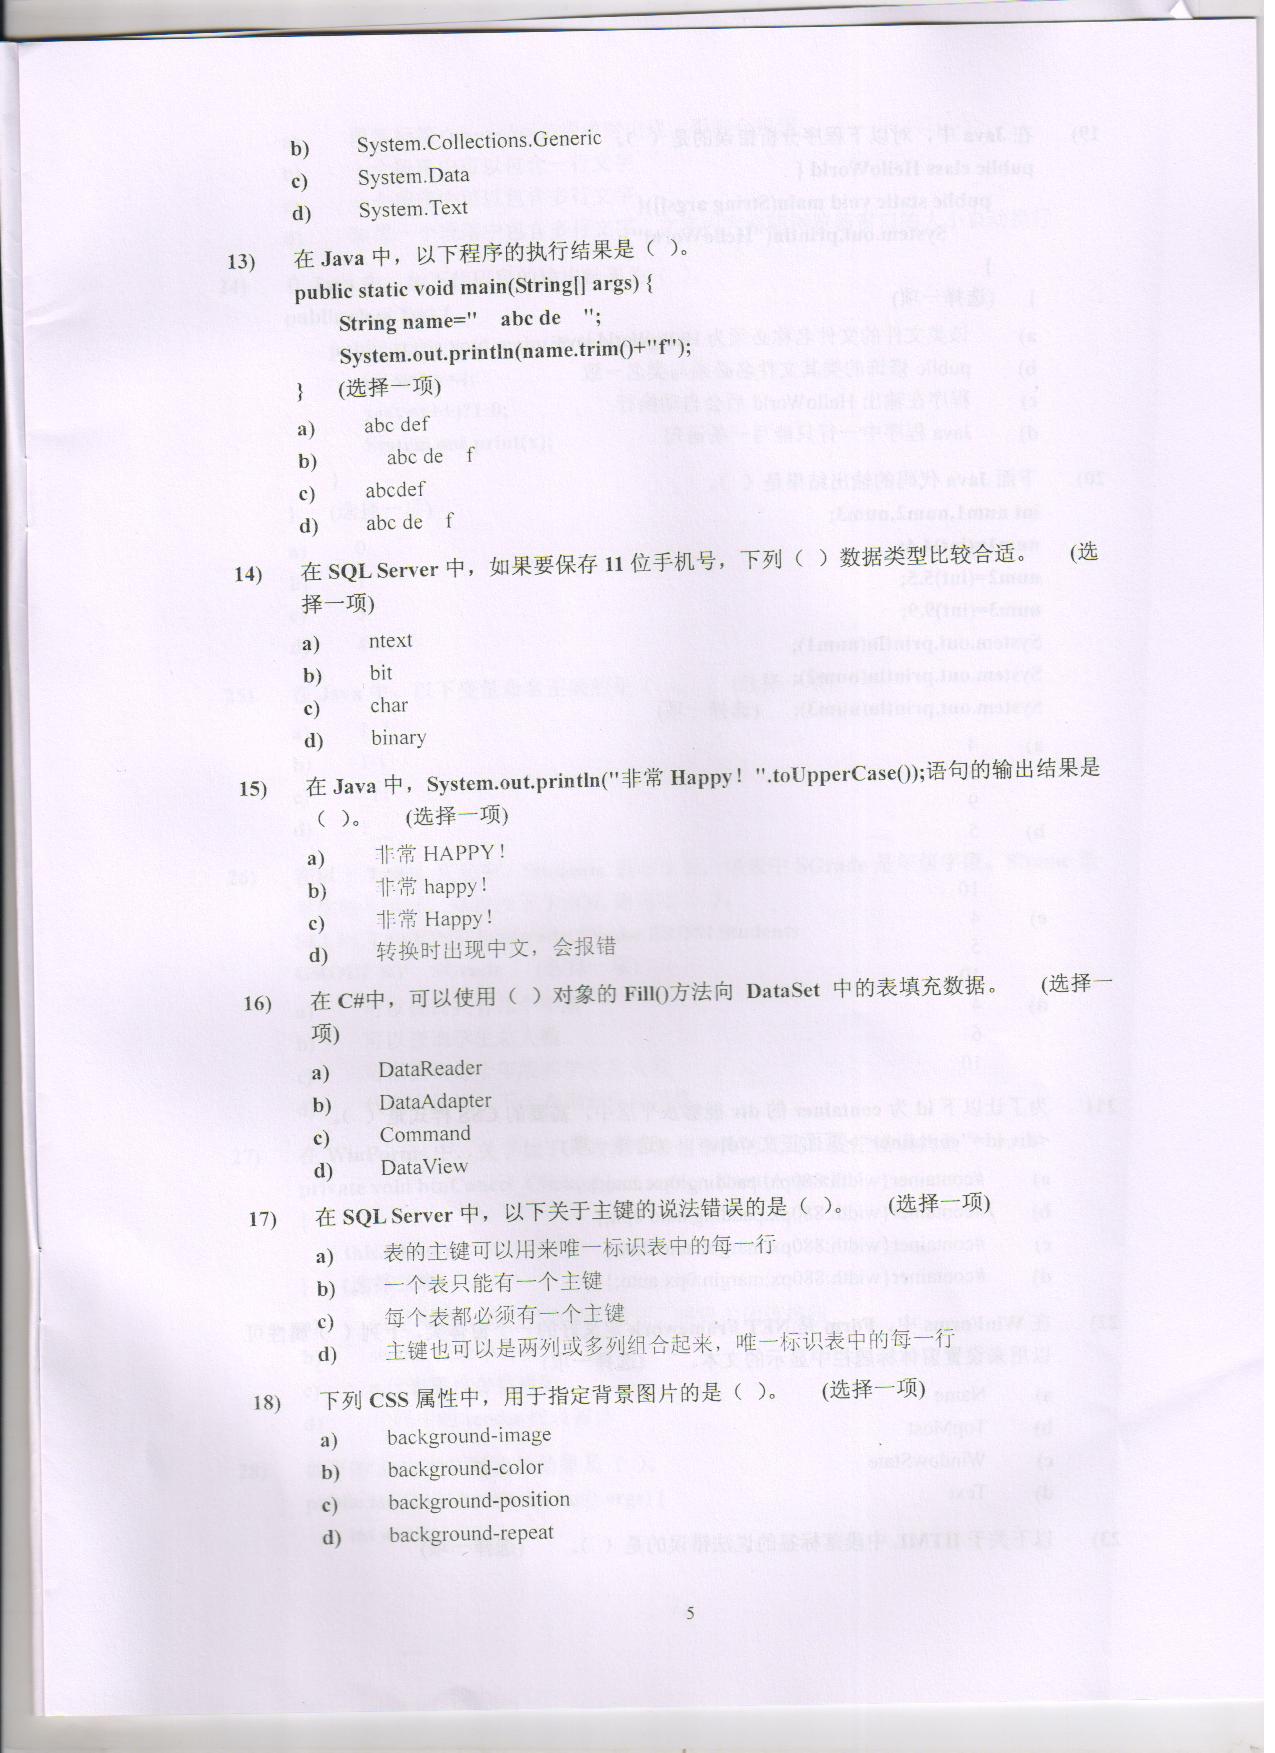 b) System.Collections.Generic
c) System.Data
d) System.Text
13) 在 Java 中，以下程序的执行结果是（ ）。
public static void main(String[] args) {
String name="    abc de    ";
System.out.println(name.trim()+"f");
}    (选择一项)
a) abc def
b)     abc de    f
c) abcdef
d) abc de    f
14) 在 SQL Server 中，如果要保存 11 位手机号，下列（ ）数据类型比较合适。    (选
择一项)
a) ntext
b) bit
c) char
d) binary
15) 在 Java 中，System.out.println("非常 Happy！".toUpperCase());语句的输出结果是
（ ）。    (选择一项)
a) 非常 HAPPY！
b) 非常 happy！
c) 非常 Happy！
d) 转换时出现中文，会报错
16) 在 C#中，可以使用（ ）对象的 Fill()方法向 DataSet 中的表填充数据。    (选择一
项)
a) DataReader
b) DataAdapter
c) Command
d) DataView
17) 在 SQL Server 中，以下关于主键的说法错误的是（ ）。    (选择一项)
a) 表的主键可以用来唯一标识表中的每一行
b) 一个表只能有一个主键
c) 每个表都必须有一个主键
d) 主键也可以是两列或多列组合起来，唯一标识表中的每一行
18) 下列 CSS 属性中，用于指定背景图片的是（ ）。    (选择一项)
a) background-image
b) background-color
c) background-position
d) background-repeat
5